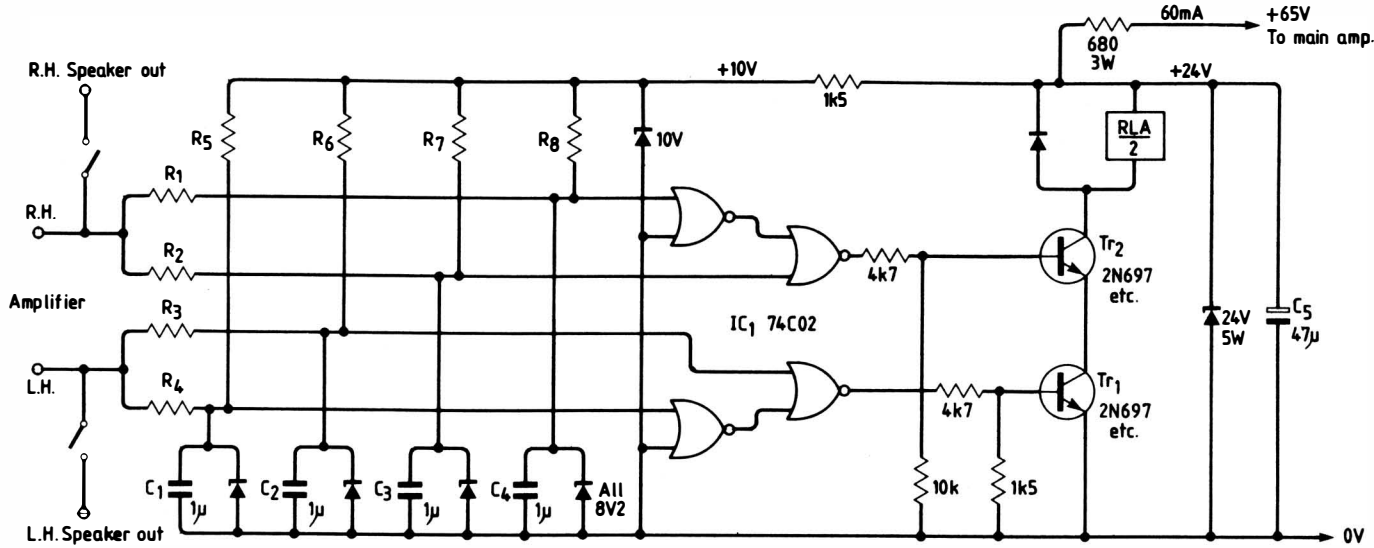 60mA
+65V
To main amp.
680
3W
R.H. Speaker out
+10V
+24V
1k5
R5
R6
R7
R8
10V
RLA
2
R1
R.H.
R2
4k7
Tr2
2N697
etc.
Amplifier
R3
IC1 74C02
24V
5W
C5
47μ
L.H.
R4
4k7
Tr1
2N697
etc.
C1
1μ
C2
1μ
C3
1μ
C4
1μ
All
8V2
10k
1k5
L.H. Speaker out
0V